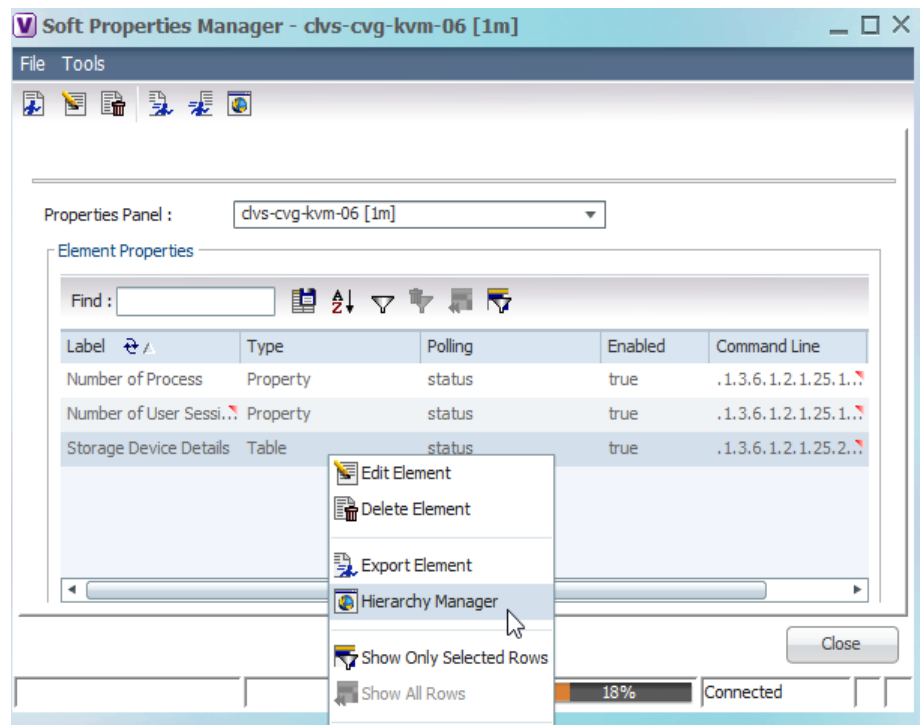 V Soft Properties Manager - clvs-cvg-kvm-06 [1m]
File Tools
Properties Panel : clvs-cvg-kvm-06 [1m]
Element Properties
Find :
Label Type Polling Enabled Command Line
Number of Process Property status true .1.3.6.1.2.1.25.1...
Number of User Sessi... Property status true .1.3.6.1.2.1.25.1...
Storage Device Details Table status true .1.3.6.1.2.1.25.2...
Edit Element
Delete Element
Export Element
Hierarchy Manager
Close
Show Only Selected Rows
Show All Rows
18% Connected